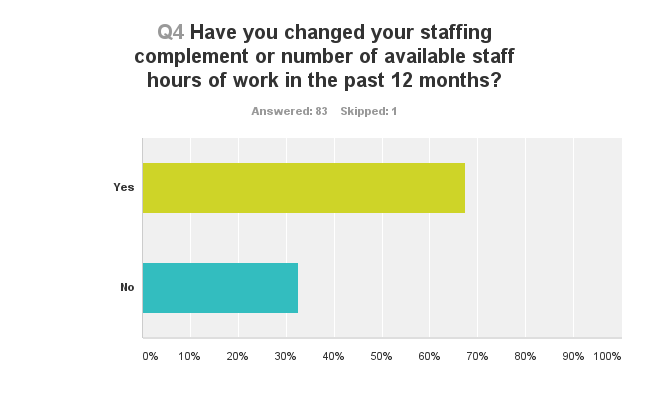 Q4 Have you changed your staffing
complement or number of available staff
hours of work in the past 12 months?
Answered: 83 Skipped: 1
Yes
No
0% 10% 20% 30% 40% 50% 60% 70% 80% 90% 100%